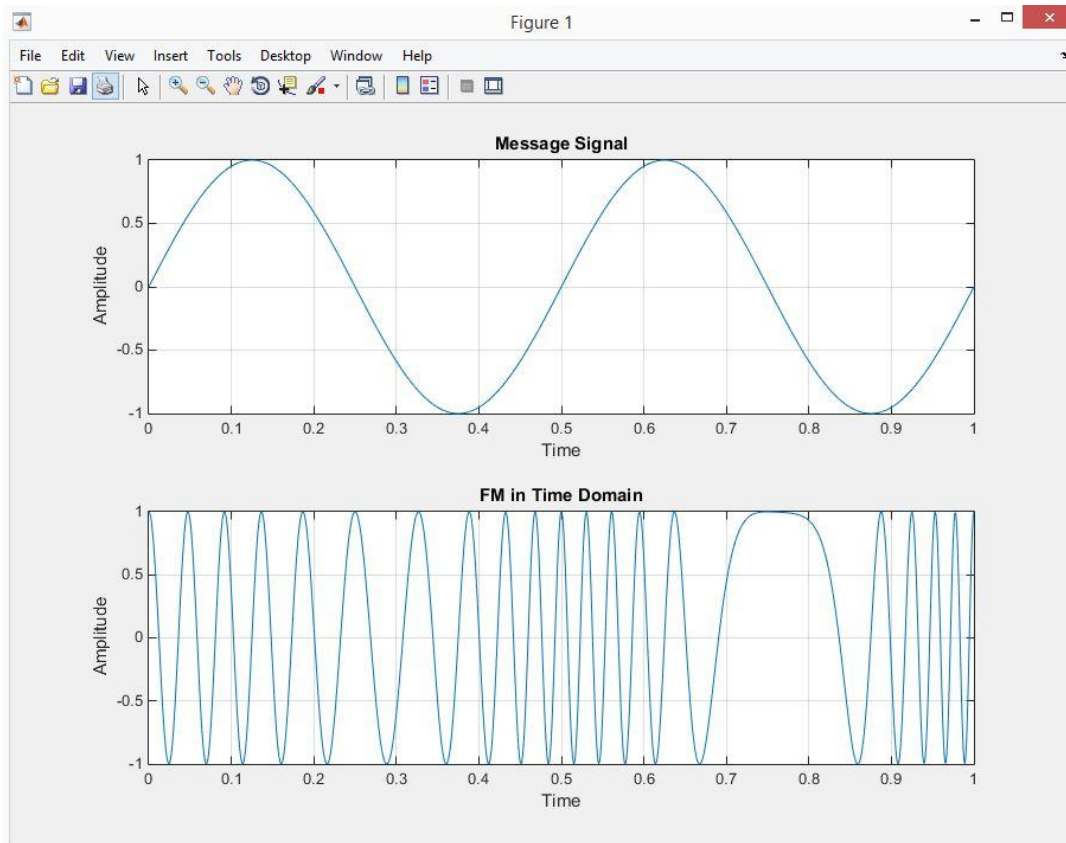 Figure 1
File Edit View Insert Tools Desktop Window Help
Message Signal
1
0.5
0
-0.5
-1
Amplitude
0 0.1 0.2 0.3 0.4 0.5 0.6 0.7 0.8 0.9 1
Time
FM in Time Domain
1
0.5
0
-0.5
-1
Amplitude
0 0.1 0.2 0.3 0.4 0.5 0.6 0.7 0.8 0.9 1
Time